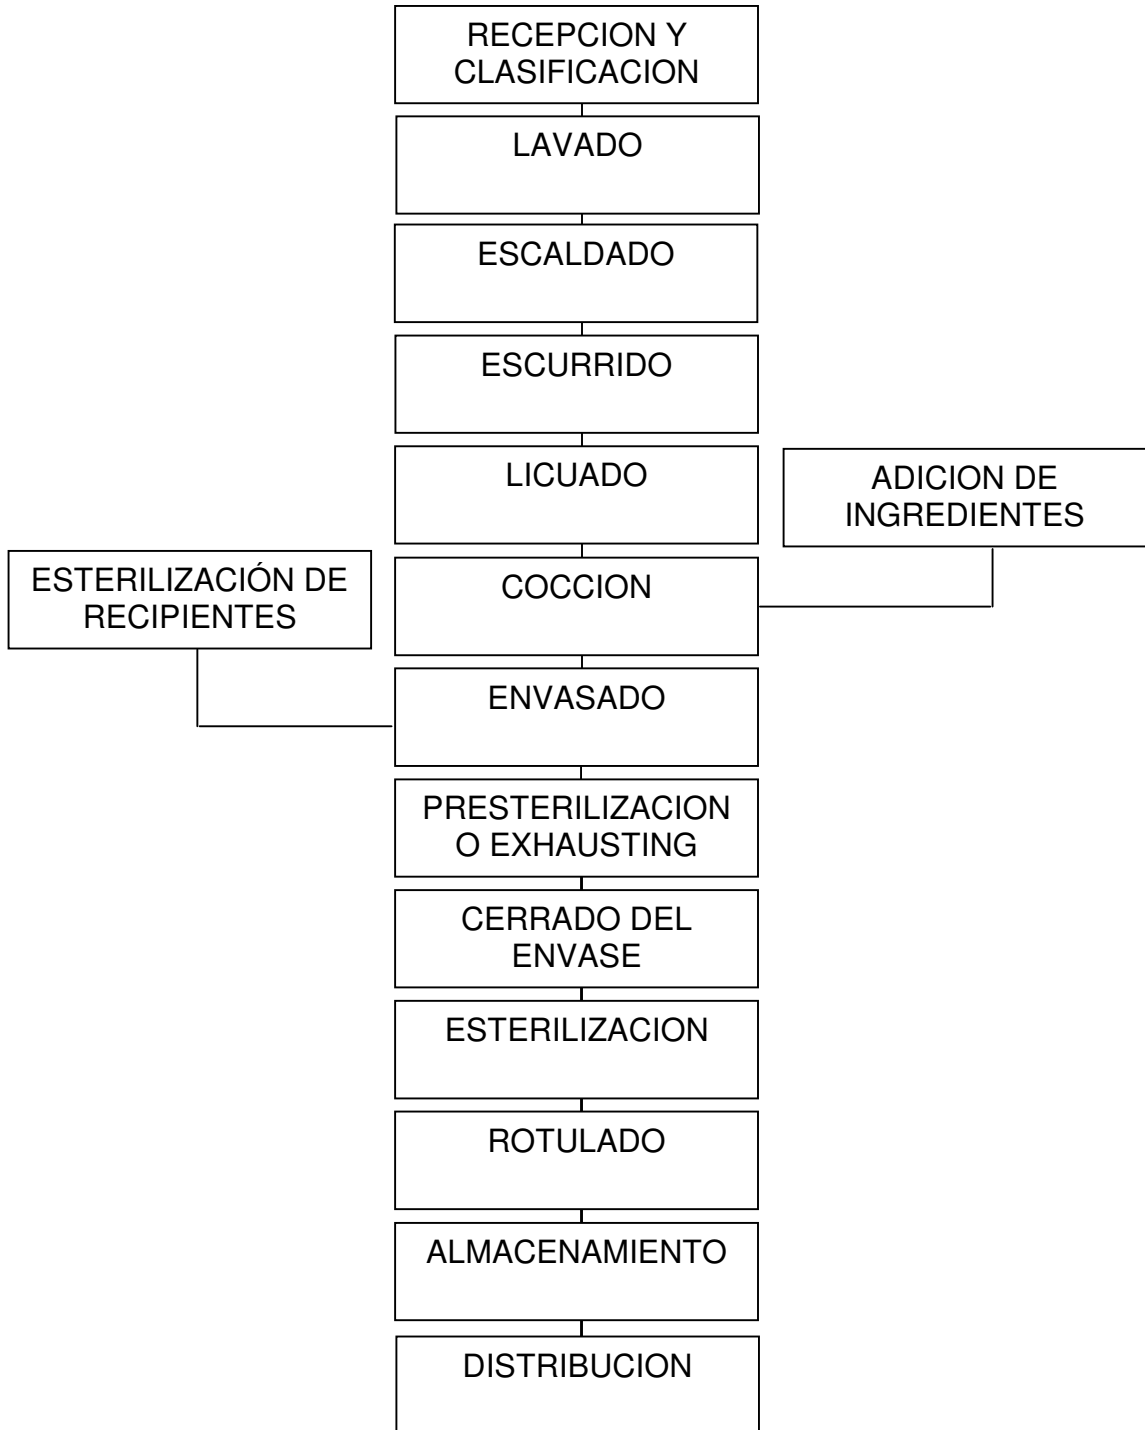 RECEPCION Y
CLASIFICACION
LAVADO
ESCALDADO
ESCURRIDO
LICUADO
ADICION DE
INGREDIENTES
ESTERILIZACIÓN DE
RECIPIENTES
COCCION
ENVASADO
PRESTERILIZACION
O EXHAUSTING
CERRADO DEL
ENVASE
ESTERILIZACION
ROTULADO
ALMACENAMIENTO
DISTRIBUCION